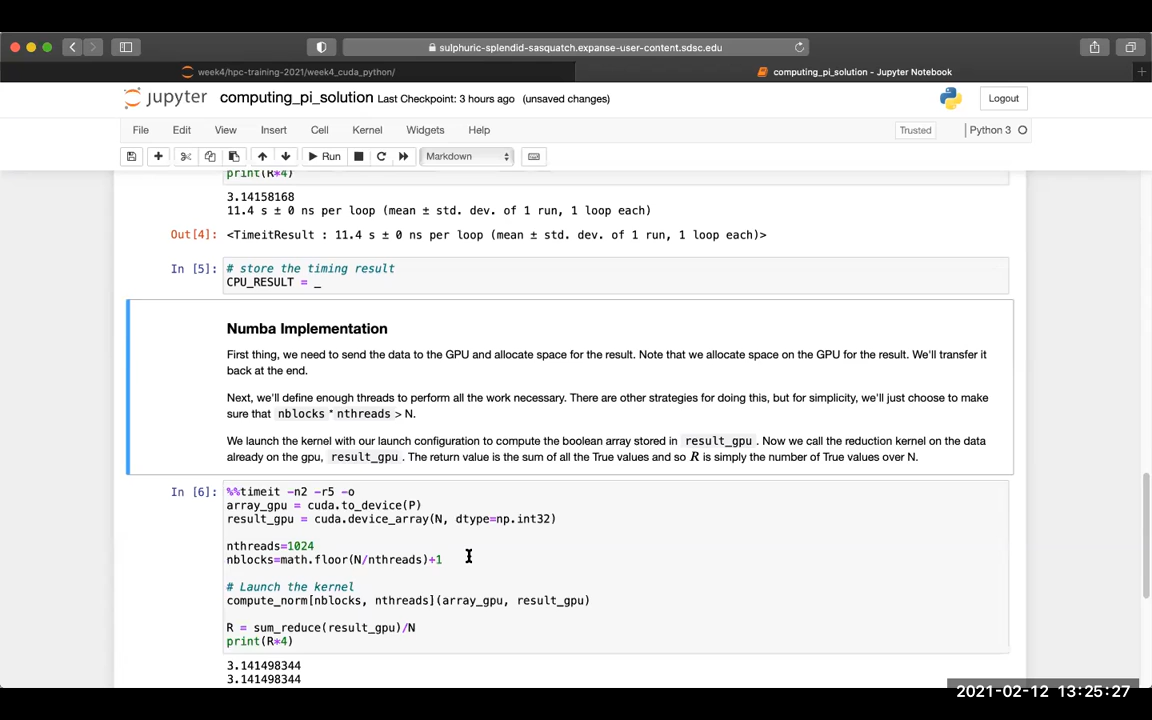 sulphuric-splendid-sasquatch.expanse-user-content.sdsc.edu
week4/hpc-training-2021/week4_cuda_python/
computing_pi_solution - Jupyter Notebook
jupyter computing_pi_solution Last Checkpoint: 3 hours ago (unsaved changes)
Logout
File Edit View Insert Cell Kernel Widgets Help
Trusted
Python 3
Run
Markdown
print(R*4)
3.14158168
11.4 s ± 0 ns per loop (mean ± std. dev. of 1 run, 1 loop each)
Out[4]: <TimeitResult : 11.4 s ± 0 ns per loop (mean ± std. dev. of 1 run, 1 loop each)>
In [5]: # store the timing result
CPU_RESULT = _
Numba Implementation
First thing, we need to send the data to the GPU and allocate space for the result. Note that we allocate space on the GPU for the result. We'll transfer it
back at the end.
Next, we'll define enough threads to perform all the work necessary. There are other strategies for doing this, but for simplicity, we'll just choose to make
sure that nblocks * nthreads > N.
We launch the kernel with our launch configuration to compute the boolean array stored in result_gpu . Now we call the reduction kernel on the data
already on the gpu, result_gpu . The return value is the sum of all the True values and so R is simply the number of True values over N.
In [6]: %%timeit -n2 -r5 -o
array_gpu = cuda.to_device(P)
result_gpu = cuda.device_array(N, dtype=np.int32)
nthreads=1024
nblocks=math.floor(N/nthreads)+1
# Launch the kernel
compute_norm[nblocks, nthreads](array_gpu, result_gpu)
R = sum_reduce(result_gpu)/N
print(R*4)
3.141498344
3.141498344
2021-02-12 13:25:27